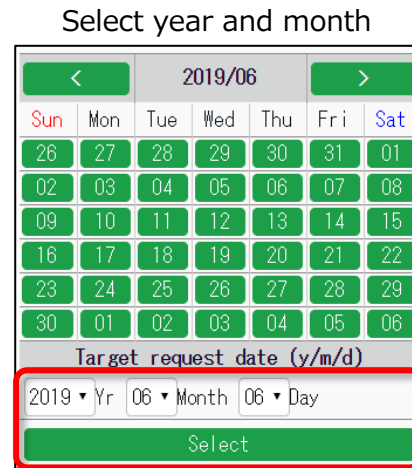 Select year and month
< 2019/06 >
Sun Mon Tue Wed Thu Fri Sat
26 27 28 29 30 31 01
02 03 04 05 06 07 08
09 10 11 12 13 14 15
16 17 18 19 20 21 22
23 24 25 26 27 28 29
30 01 02 03 04 05 06
Target request date (y/m/d)
2019 ▼ Yr 06 ▼ Month 06 ▼ Day
Select